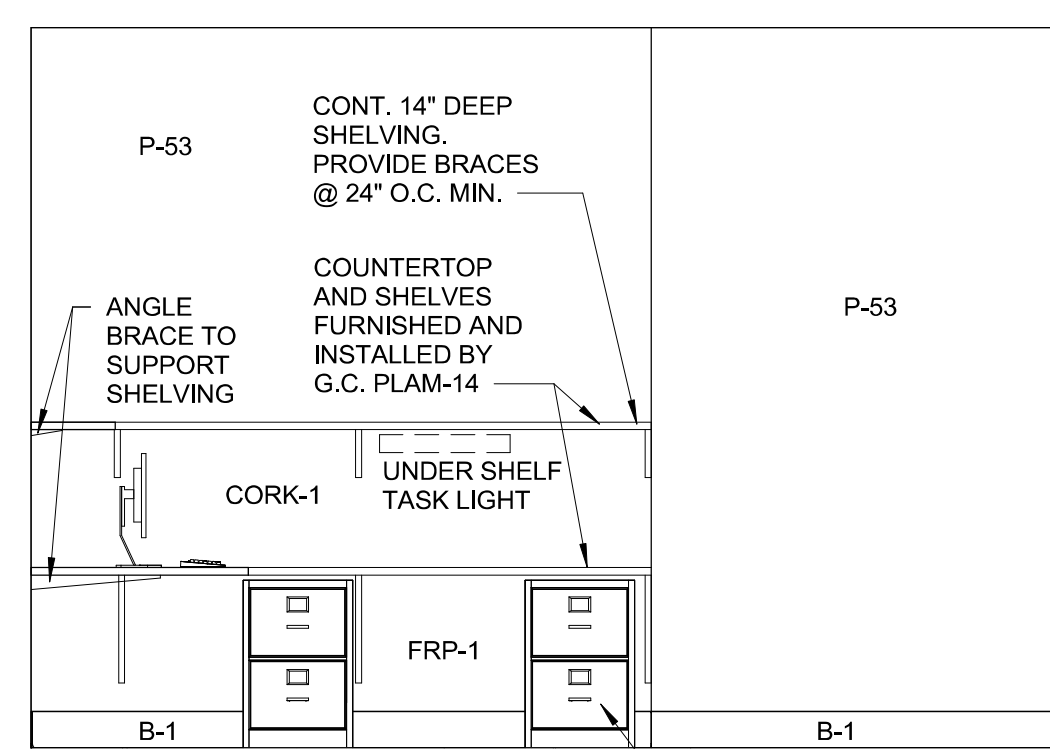 P-53
CONT. 14" DEEP
SHELVING.
PROVIDE BRACES
@ 24" O.C. MIN.
COUNTERTOP
AND SHELVES
FURNISHED AND
INSTALLED BY
G.C. PLAM-14
ANGLE
BRACE TO
SUPPORT
SHELVING
P-53
UNDER SHELF
TASK LIGHT
CORK-1
FRP-1
B-1
B-1